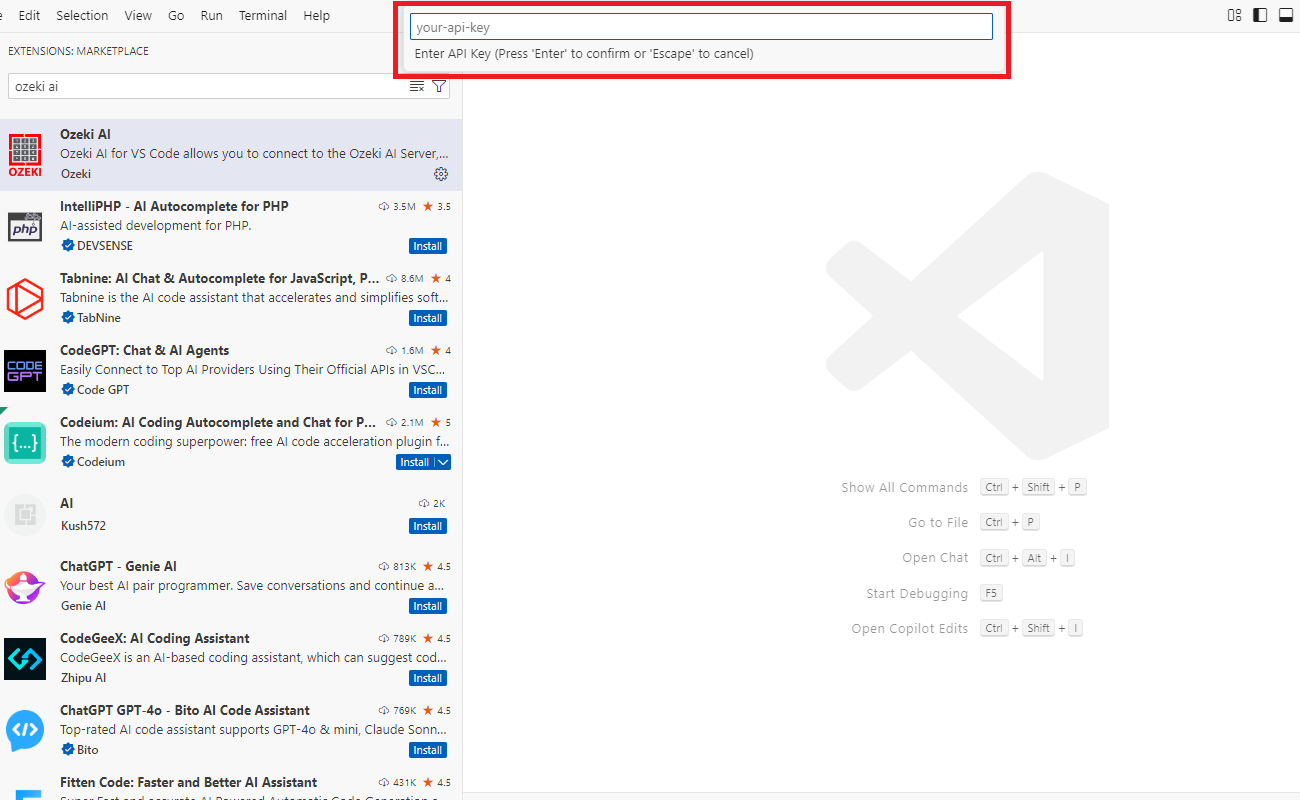 Edit Selection View Go Run Terminal Help
your-api-key
Enter API Key (Press 'Enter' to confirm or 'Escape' to cancel)
EXTENSIONS: MARKETPLACE
ozeki ai
OZEKI
Ozeki AI
Ozeki AI for VS Code allows you to connect to the Ozeki AI Server,...
Ozeki
php
IntelliPHP - AI Autocomplete for PHP 3.5M 3.5
AI-assisted development for PHP.
DEVSENSE Install
Tabnine: AI Chat & Autocomplete for JavaScript, P... 8.6M 4
Tabnine is the AI code assistant that accelerates and simplifies soft...
TabNine Install
CODE
GPT
CodeGPT: Chat & AI Agents 1.6M 4
Easily Connect to Top AI Providers Using Their Official APIs in VSC...
Code GPT Install
{...}
Codeium: AI Coding Autocomplete and Chat for P... 2.1M 5
The modern coding superpower: free AI code acceleration plugin f...
Codeium Install
AI 2K
Kush572 Install
ChatGPT - Genie AI 813K 4.5
Your best AI pair programmer. Save conversations and continue a...
Genie AI Install
CodeGeeX: AI Coding Assistant 789K 4.5
CodeGeeX is an AI-based coding assistant, which can suggest cod...
Zhipu AI Install
</>
ChatGPT GPT-4o - Bito AI Code Assistant 769K 4.5
Top-rated AI code assistant supports GPT-4o & mini, Claude Sonn...
Bito Install
Fitten Code: Faster and Better AI Assistant 431K 4.5
Show All Commands Ctrl + Shift + P
Go to File Ctrl + P
Open Chat Ctrl + Alt + I
Start Debugging F5
Open Copilot Edits Ctrl + Shift + I